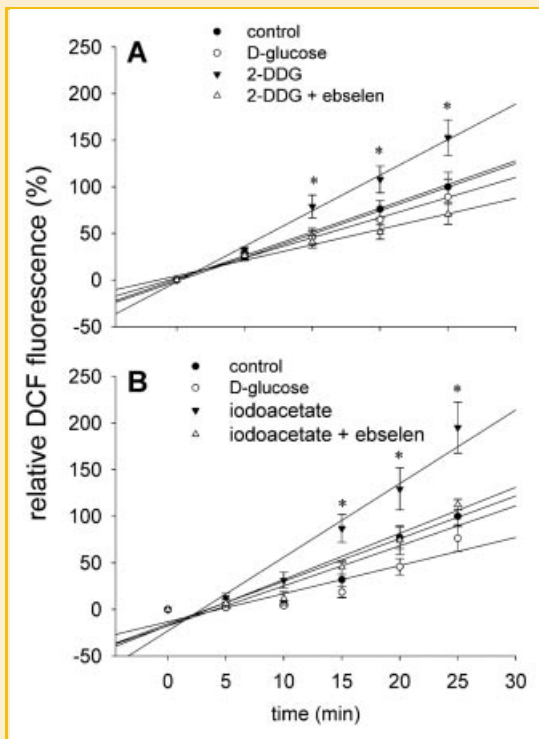 A
control
D-glucose
2-DDG
2-DDG + ebselen
250
200
150
100
50
0
-50
* * *
relative DCF fluorescence (%)
B
control
D-glucose
iodoacetate
iodoacetate + ebselen
250
200
150
100
50
0
-50
* * *
0 5 10 15 20 25 30
time (min)